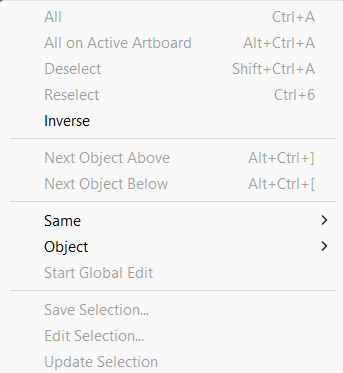 All Ctrl+A
All on Active Artboard Alt+Ctrl+A
Deselect Shift+Ctrl+A
Reselect Ctrl+6
Inverse
Next Object Above Alt+Ctrl+]
Next Object Below Alt+Ctrl+[
Same
Object
Start Global Edit
Save Selection...
Edit Selection...
Update Selection